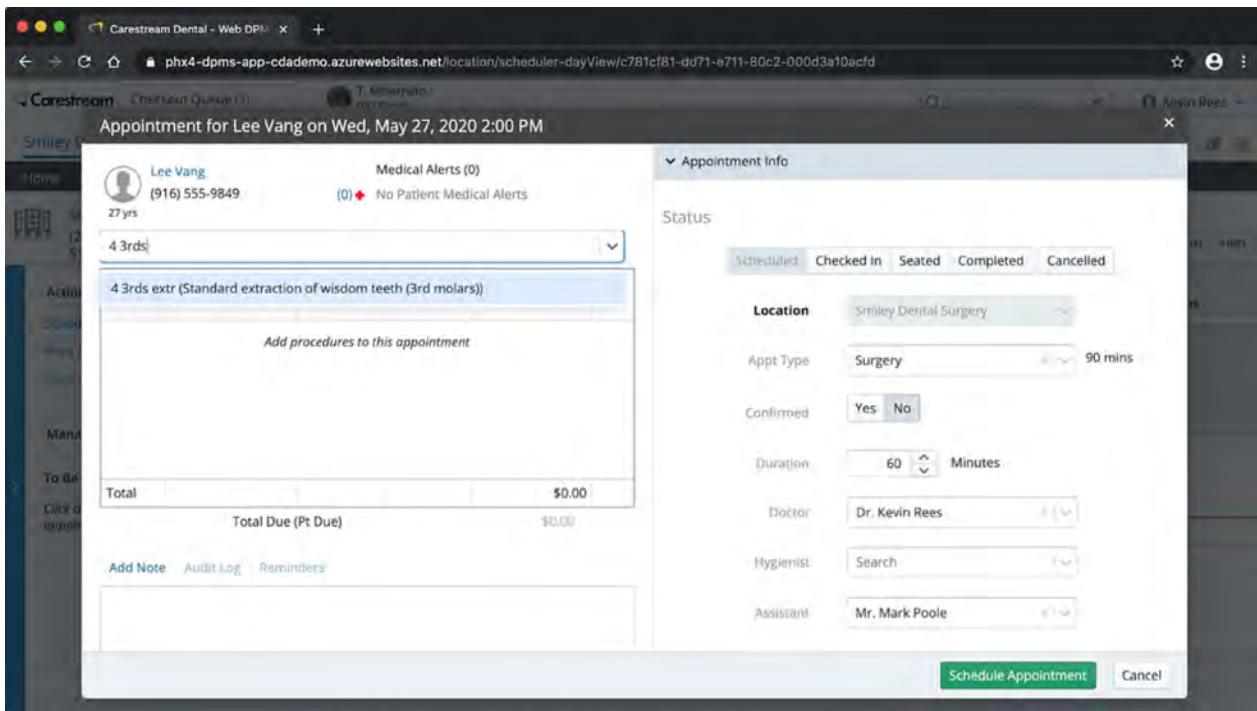 Carestream Dental - Web DPM
phx4-dpms-app-cdademo.azurewebsites.net/location/scheduler-dayView/c781cf81-dd71-e711-80c2-000d3a10acfd
Carestream Checkout Queue
Kevin Rees
Appointment for Lee Vang on Wed, May 27, 2020 2:00 PM
Smiley
Home
Lee Vang
(916) 555-9849
27 yrs
Medical Alerts (0)
(0) No Patient Medical Alerts
4 3rds
4 3rds extr (Standard extraction of wisdom teeth (3rd molars))
Add procedures to this appointment
Total $0.00
Total Due (Pt Due) $0.00
Add Note Audit Log Reminders
Appointment Info
Status
Scheduled Checked In Seated Completed Cancelled
Location Smiley Dental Surgery
Appt Type Surgery 90 mins
Confirmed Yes No
Duration 60 Minutes
Doctor Dr. Kevin Rees
Hygienist Search
Assistant Mr. Mark Poole
Schedule Appointment Cancel